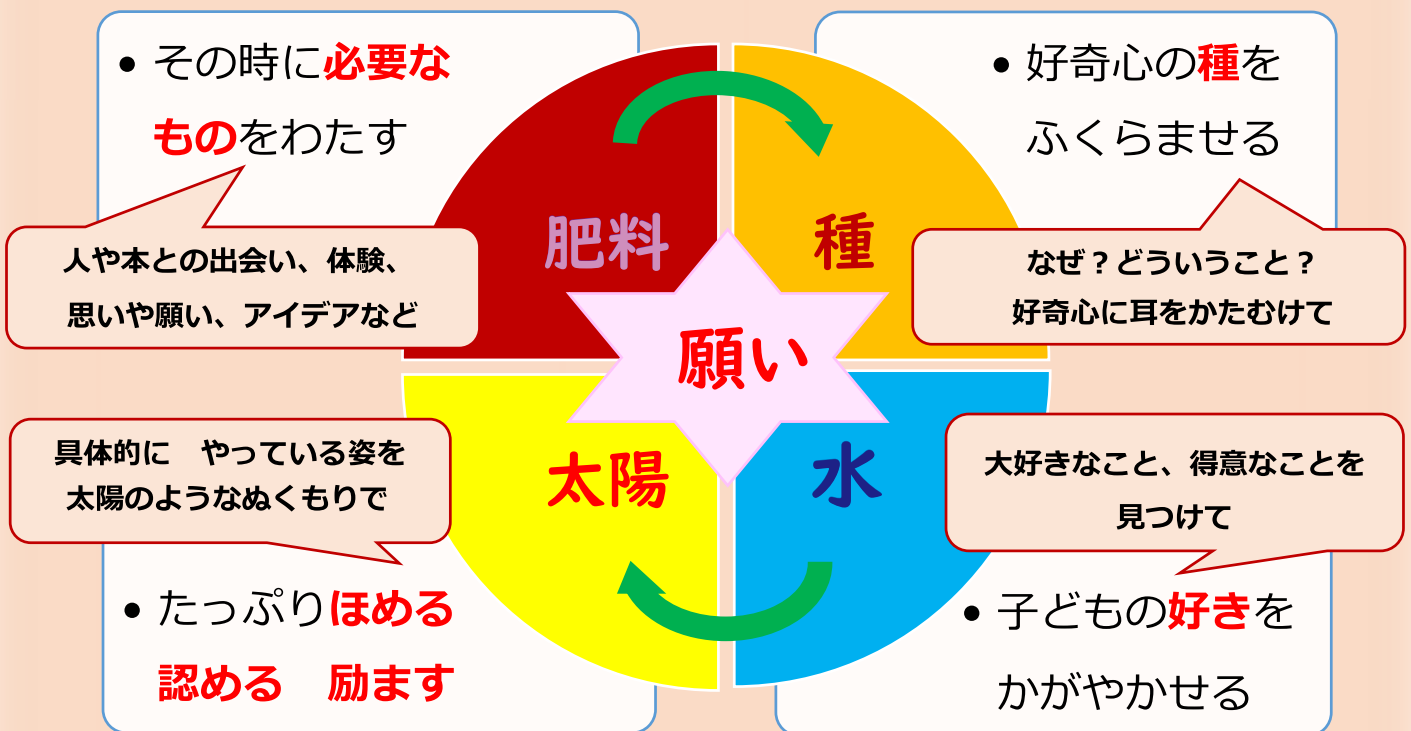 • その時に必要な
ものをわたす
人や本との出会い、体験、
思いや願い、アイデアなど
肥料
• 好奇心の種を
ふくらませる
なぜ？どういうこと？
好奇心に耳をかたむけて
種
願い
具体的に　やっている姿を
太陽のようなぬくもりで
• たっぷりほめる
認める　励ます
太陽
水
大好きなこと、得意なことを
見つけて
• 子どもの好きを
かがやかせる